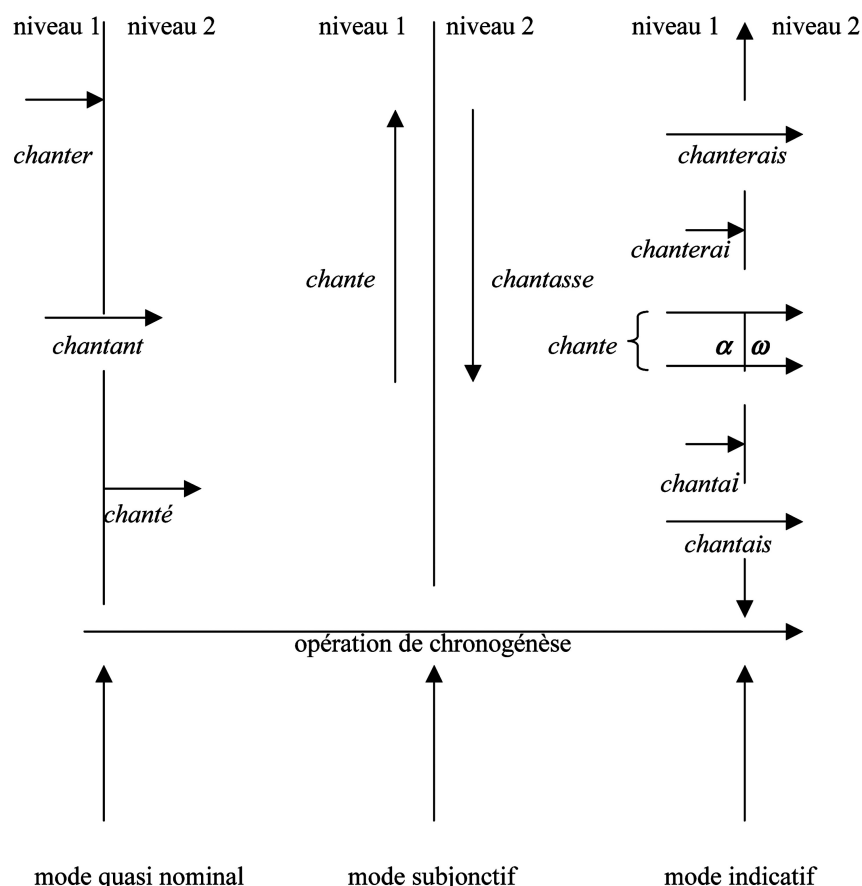 niveau 1 niveau 2 niveau 1 niveau 2 niveau 1 niveau 2
chanter
chanterais
chanterai
chante chantasse
chantant
chante α ω
chantai
chanté
chantais
opération de chronogénèse
mode quasi nominal mode subjonctif mode indicatif